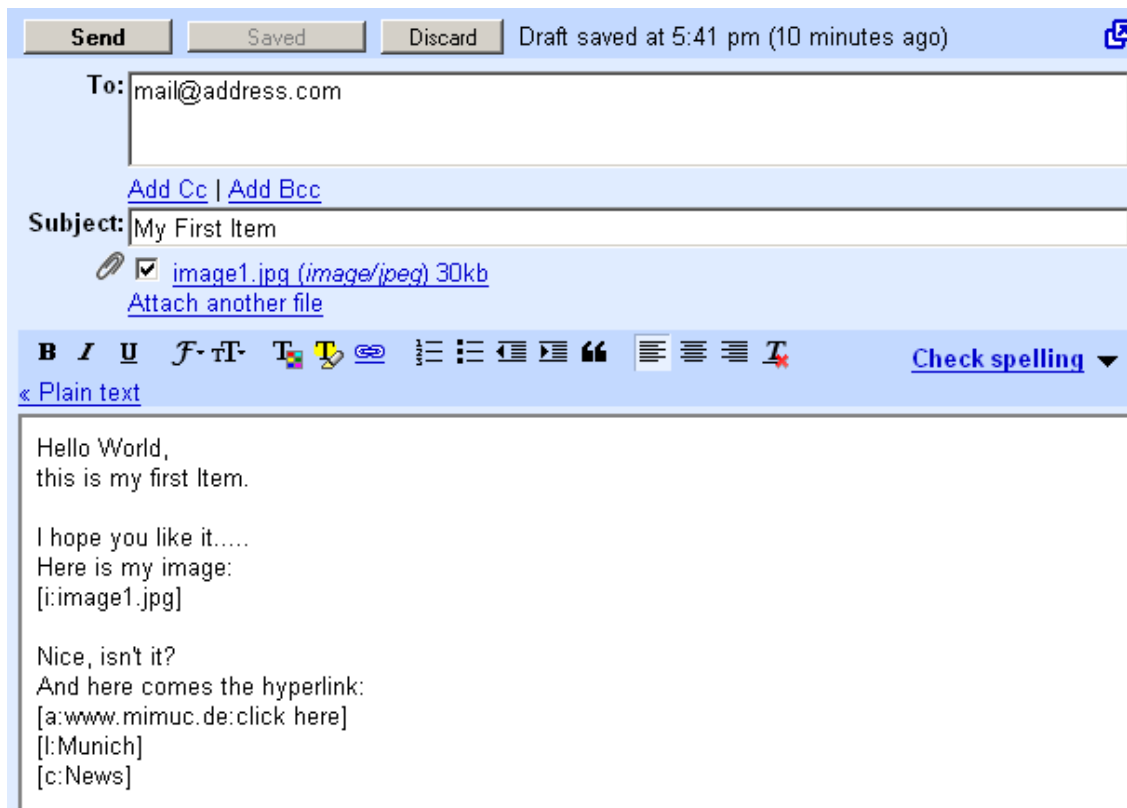 Send Saved Discard Draft saved at 5:41 pm (10 minutes ago)
To: mail@address.com
Add Cc | Add Bcc
Subject: My First Item
image1.jpg (image/jpeg) 30kb
Attach another file
B I U F TT T T T Check spelling
« Plain text
Hello World,
this is my first Item.
I hope you like it.....
Here is my image:
[i:image1.jpg]
Nice, isn't it?
And here comes the hyperlink:
[a:www.mimuc.de:click here]
[l:Munich]
[c:News]